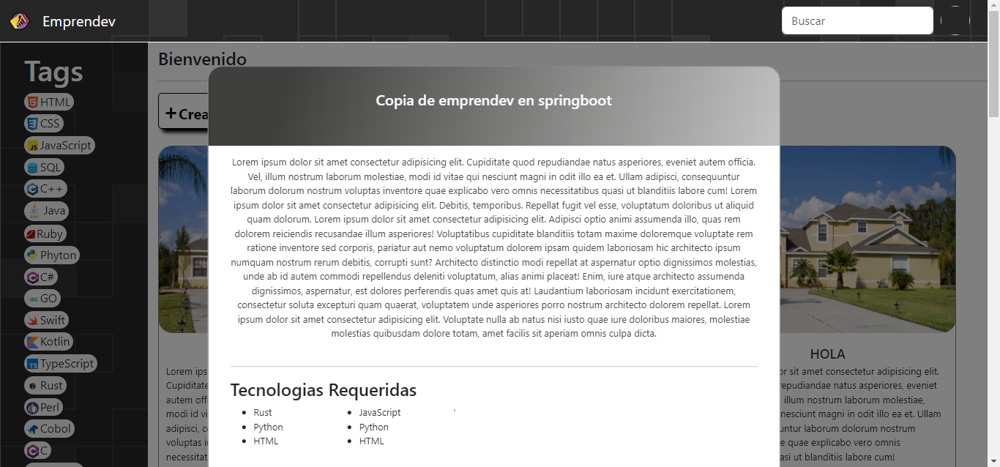 Emprendev
Buscar
Tags
HTML
CSS
JavaScript
SQL
C++
Java
Ruby
Phyton
C#
GO
Swift
Kotlin
TypeScript
Rust
Perl
Cobol
C
Bienvenido
+Crea
Copia de emprendev en springboot
Lorem ipsum dolor sit amet consectetur adipisicing elit. Cupiditate quod repudiandae natus asperiores, eveniet autem officia.
Vel, illum nostrum laborum molestiae, modi id vitae qui nesciunt magni in odit illo ea et. Ullam adipisci, consequuntur
laborum dolorum nostrum voluptas inventore quae explicabo vero omnis necessitatibus quasi ut blanditiis labore cum! Lorem
ipsum dolor sit amet consectetur adipisicing elit. Debitis, temporibus. Repellat fugit vel esse, voluptatum doloribus ut aliquid
quam dolorum. Lorem ipsum dolor sit amet consectetur adipisicing elit. Adipisci optio animi assumenda illo, quas rem
dolorem reiciendis recusandae illum asperiores! Voluptatibus cupiditate blanditiis totam maxime doloremque voluptate rem
ratione inventore sed corporis, pariatur aut nemo voluptatum dolorem ipsam quidem laboriosam hic architecto ipsum
numquam nostrum rerum debitis, corrupti sunt? Architecto distinctio modi repellat at aspernatur optio dignissimos molestias,
unde ab id autem commodi repellendus deleniti voluptatum, alias animi placeat! Enim, iure atque architecto assumenda
dignissimos, aspernatur, est dolores perferendis quas amet quis at! Laudantium laboriosam incidunt exercitationem,
consectetur soluta excepturi quam quaerat, voluptatem unde asperiores porro nostrum architecto dolorem repellat. Lorem
ipsum dolor sit amet consectetur adipisicing elit. Voluptate nulla ab natus nisi iusto quae iure doloribus maiores, molestiae
molestias quibusdam dolore totam, amet facilis sit aperiam omnis culpa dicta.
Tecnologias Requeridas
Rust
Python
HTML
JavaScript
Python
HTML
Lorem ips
Cupiditate
autem off
modi id vi
adipisci, c
voluptas i
necessitat
HOLA
or sit amet consectetur adipisicing elit.
repudiandae natus asperiores, eveniet
illum nostrum laborum molestiae,
nesciunt magni in odit illo ea et. Ullam
untur laborum dolorum nostrum
e quae explicabo vero omnis
asi ut blanditiis labore cum!